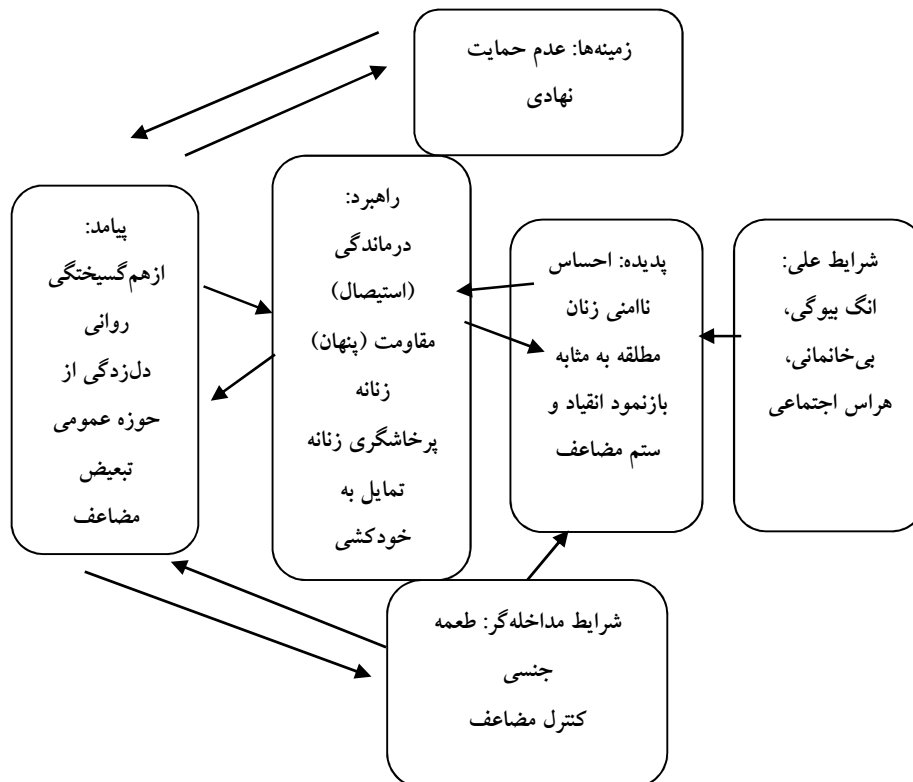 زمینه‌ها: عدم حمایت
نهادی
شرایط علی:
انگ بیوگی،
بی‌خانمانی،
هراس اجتماعی
پدیده: احساس
ناامنی زنان
مطلقه به مثابه
بازنمود انقیاد و
ستم مضاعف
راهبرد:
درماندگی
(استیصال)
مقاومت (پنهان)
زنانه
پرخاشگری زنانه
تمایل به
خودکشی
پیامد:
ازهم‌گسیختگی
روانی
دل‌زدگی از
حوزه عمومی
تبعیض
مضاعف
شرایط مداخله‌گر: طعمه
جنسی
کنترل مضاعف